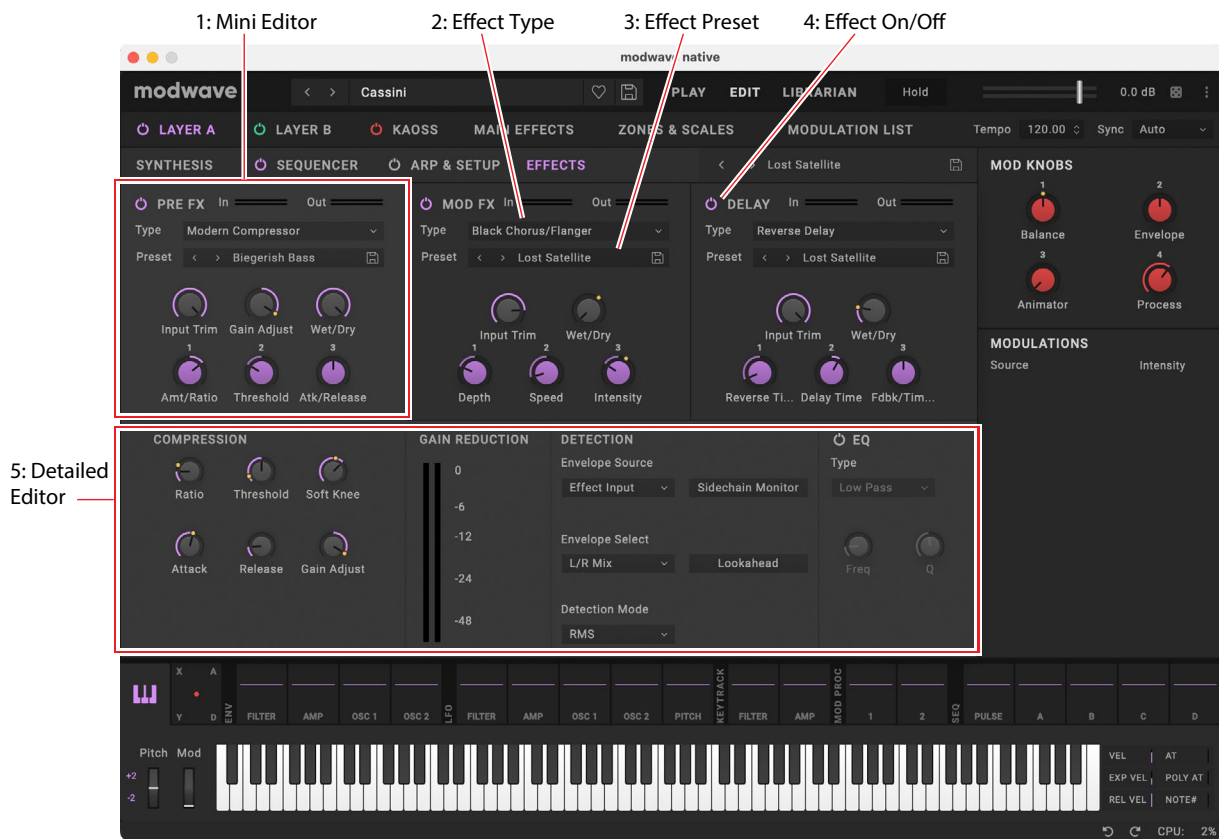 1: Mini Editor 2: Effect Type 3: Effect Preset 4: Effect On/Off
modwave native
modwave < > Cassini PLAY EDIT LIBRARIAN Hold 0.0 dB
LAYER A LAYER B KAOSS MAIN EFFECTS ZONES & SCALES MODULATION LIST Tempo 120.00 Sync Auto
SYNTHESIS SEQUENCER ARP & SETUP EFFECTS < > Lost Satellite MOD KNOBS
PRE FX In Out MOD FX In Out DELAY In Out
1 2
Type Modern Compressor Type Black Chorus/Flanger Type Reverse Delay
Balance Envelope
Preset < > Biegerish Bass Preset < > Lost Satellite Preset < > Lost Satellite
3 4
Animator Process
Input Trim Gain Adjust Wet/Dry Input Trim Wet/Dry Input Trim Wet/Dry
MODULATIONS
1 2 3 1 2 3 1 2 3
Source Intensity
Amt/Ratio Threshold Atk/Release Depth Speed Intensity Reverse Ti... Delay Time Fdbk/Tim...
5: Detailed
Editor
COMPRESSION GAIN REDUCTION DETECTION EQ
0 Envelope Source Type
Ratio Threshold Soft Knee Effect Input Sidechain Monitor Low Pass
-6
-12 Envelope Select
Attack Release Gain Adjust L/R Mix Lookahead Freq Q
-24
-48 Detection Mode
RMS
X A
Y D ENV FILTER AMP OSC 1 OSC 2 LFO FILTER AMP OSC 1 OSC 2 PITCH KEYTRACK FILTER AMP MOD PROC 1 2 SEQ PULSE A B C D
Pitch Mod VEL AT
+2 EXP VEL POLY AT
-2 REL VEL NOTE#
CPU: 2%